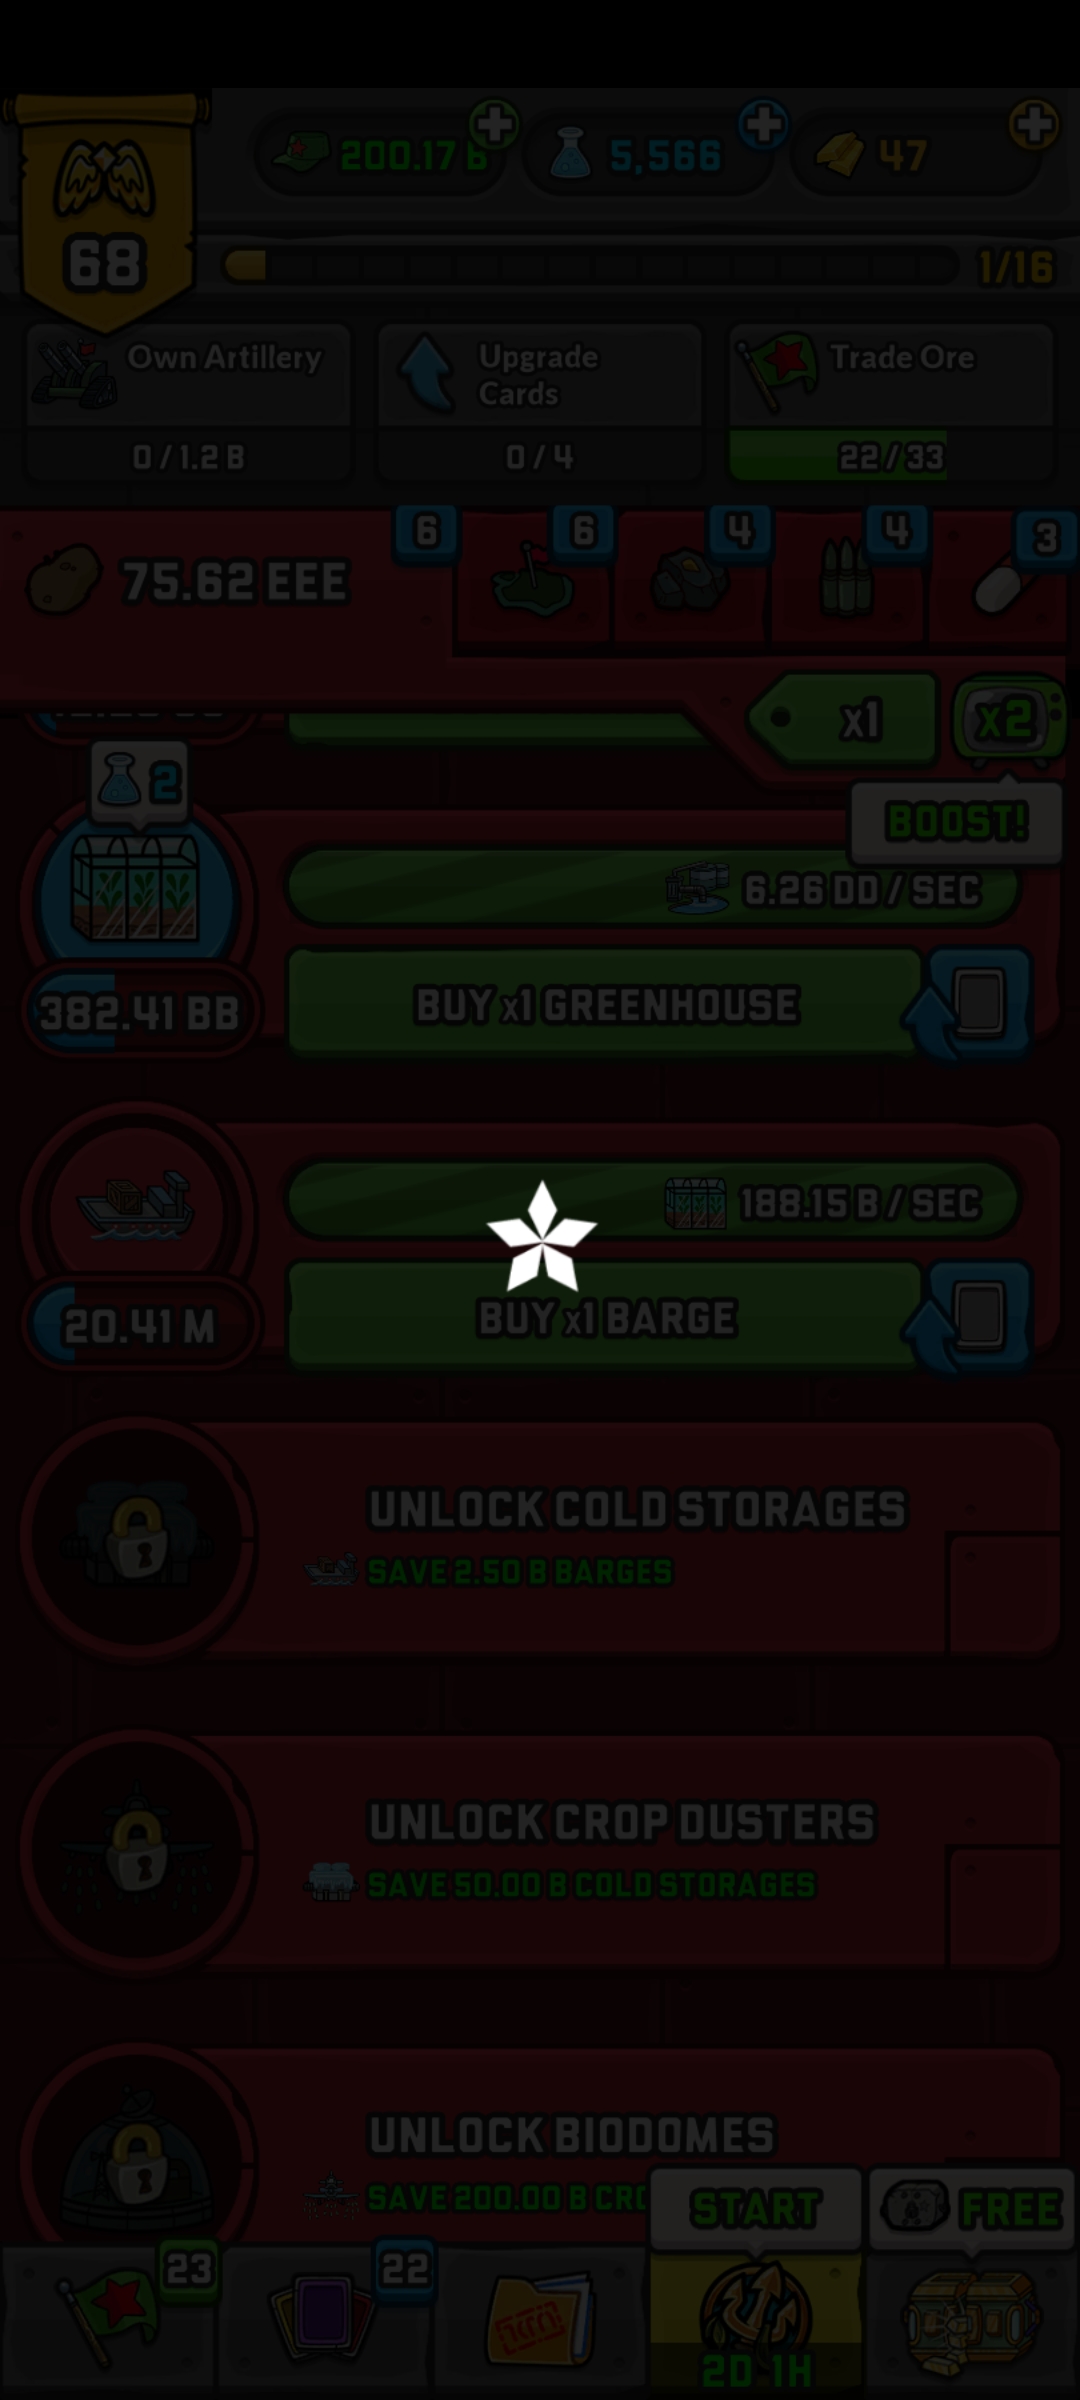 200.17 B
5,566
47
68
1/16
Own Artillery
Upgrade
Cards
Trade Ore
0 / 1.2 B
0 / 4
22 / 33
75.62 EEE
6
6
4
4
3
x1
x2
BOOST!
2
6.26 DD / SEC
382.41 BB
BUY x1 GREENHOUSE
188.15 B / SEC
20.41 M
BUY x1 BARGE
UNLOCK COLD STORAGES
SAVE 2.50 B BARGES
UNLOCK CROP DUSTERS
SAVE 50.00 B COLD STORAGES
UNLOCK BIODOMES
SAVE 200.00 B
START
FREE
23
22
2D 1H